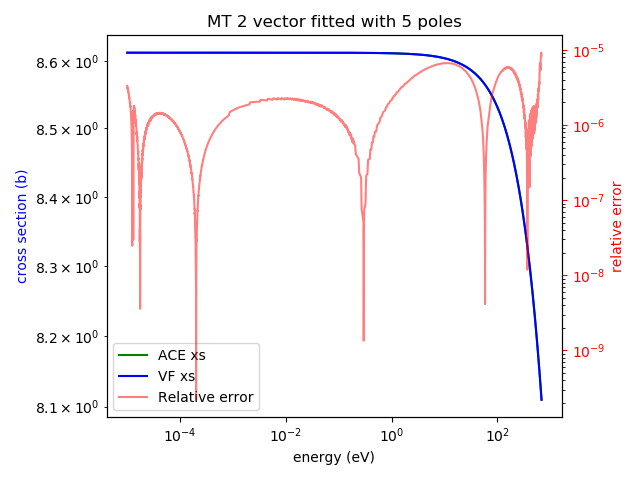 MT 2 vector fitted with 5 poles
8.6 × 10⁰
8.5 × 10⁰
8.4 × 10⁰
8.3 × 10⁰
8.2 × 10⁰
8.1 × 10⁰
cross section (b)
10⁻⁵
10⁻⁶
10⁻⁷
10⁻⁸
10⁻⁹
relative error
ACE xs
VF xs
Relative error
10⁻⁴ 10⁻² 10⁰ 10²
energy (eV)